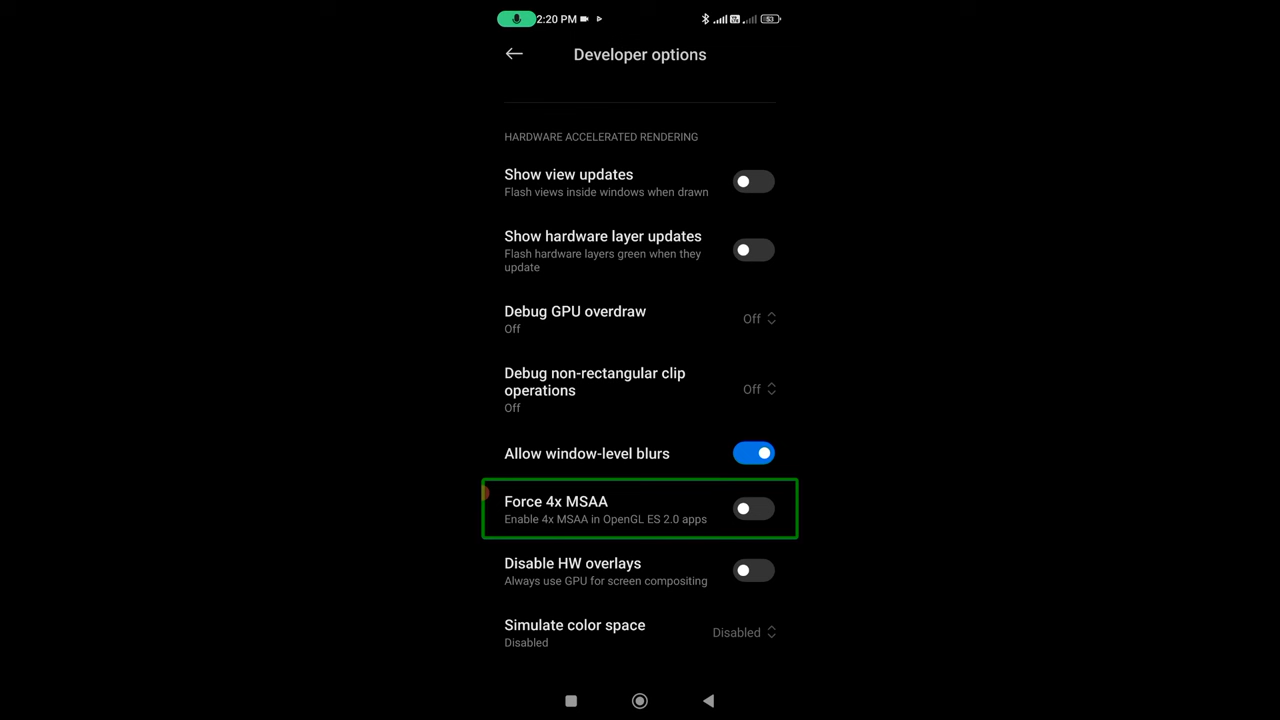 2:20 PM
53
Developer options
HARDWARE ACCELERATED RENDERING
Show view updates
Flash views inside windows when drawn
Show hardware layer updates
Flash hardware layers green when they
update
Debug GPU overdraw
Off
Off
Debug non-rectangular clip
operations
Off
Off
Allow window-level blurs
Force 4x MSAA
Enable 4x MSAA in OpenGL ES 2.0 apps
Disable HW overlays
Always use GPU for screen compositing
Simulate color space
Disabled
Disabled